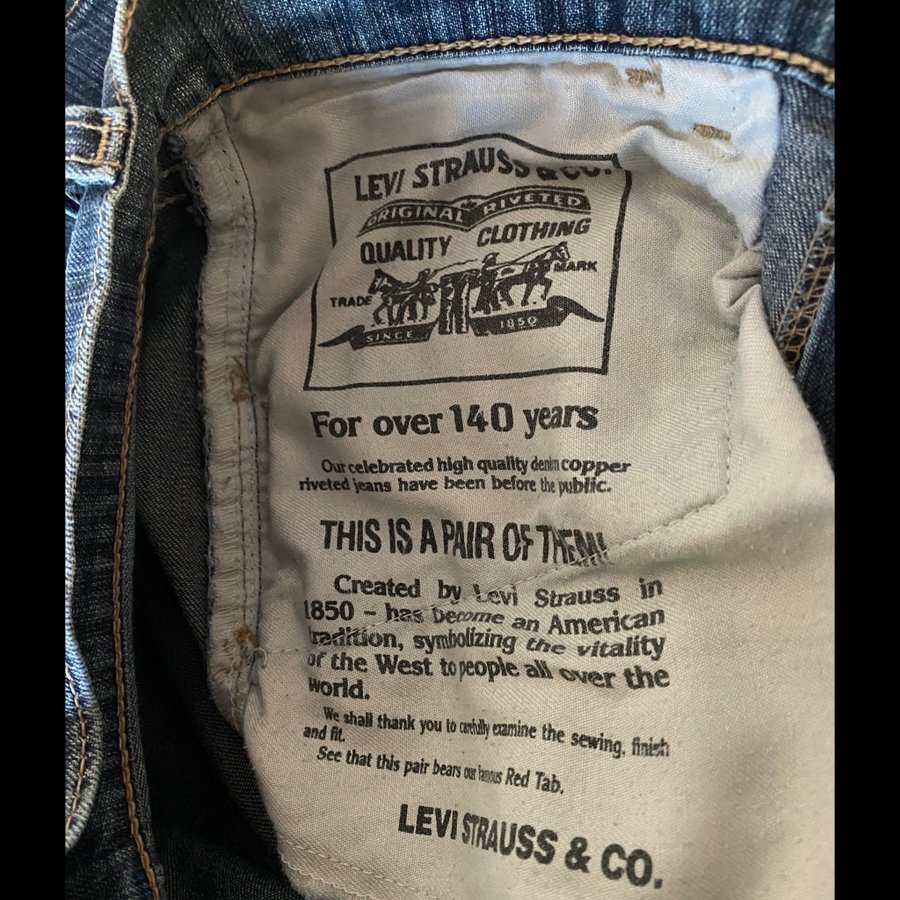 LEVI STRAUSS & CO.
ORIGINAL RIVETED
QUALITY CLOTHING
TRADE MARK
SINCE 1850
For over 140 years
Our celebrated high quality denim copper
riveted jeans have been before the public.
THIS IS A PAIR OF THEM!
Created by Levi Strauss in
1850 - has become an American
tradition, symbolizing the vitality
of the West to people all over the
world.
We shall thank you to carefully examine the sewing, finish
and fit.
See that this pair bears our famous Red Tab.
LEVI STRAUSS & CO.